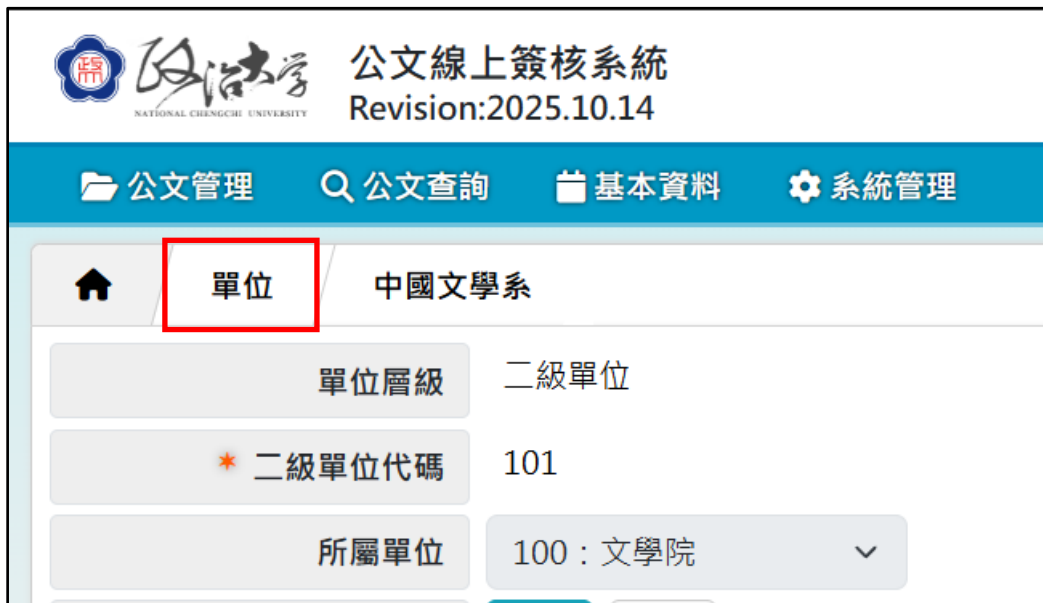 政治大学
NATIONAL CHENGCHI UNIVERSITY
公文線上簽核系統
Revision:2025.10.14
公文管理 公文查詢 基本資料 系統管理
單位 中國文學系
單位層級 二級單位
* 二級單位代碼 101
所屬單位 100：文學院